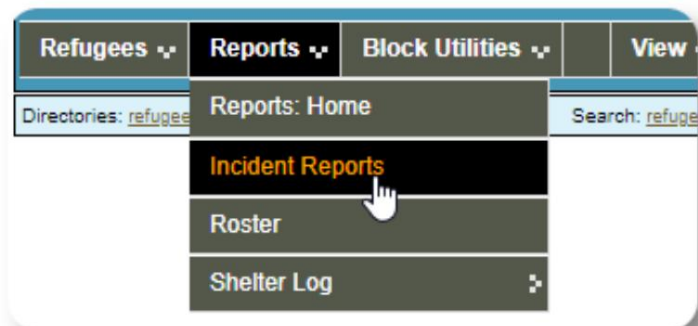 Refugees Reports Block Utilities View
Directories: refugee Reports: Home Search: refuge
Incident Reports
Roster
Shelter Log